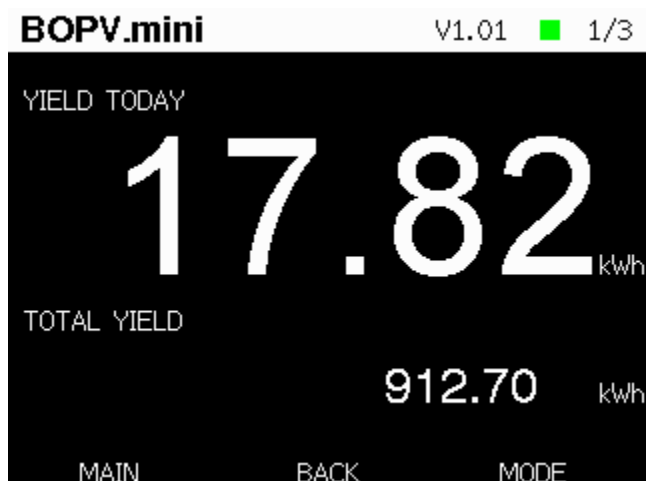 BOPV.mini V1.01 1/3
YIELD TODAY
17.82 kWh
TOTAL YIELD
912.70 kWh
MAIN BACK MODE